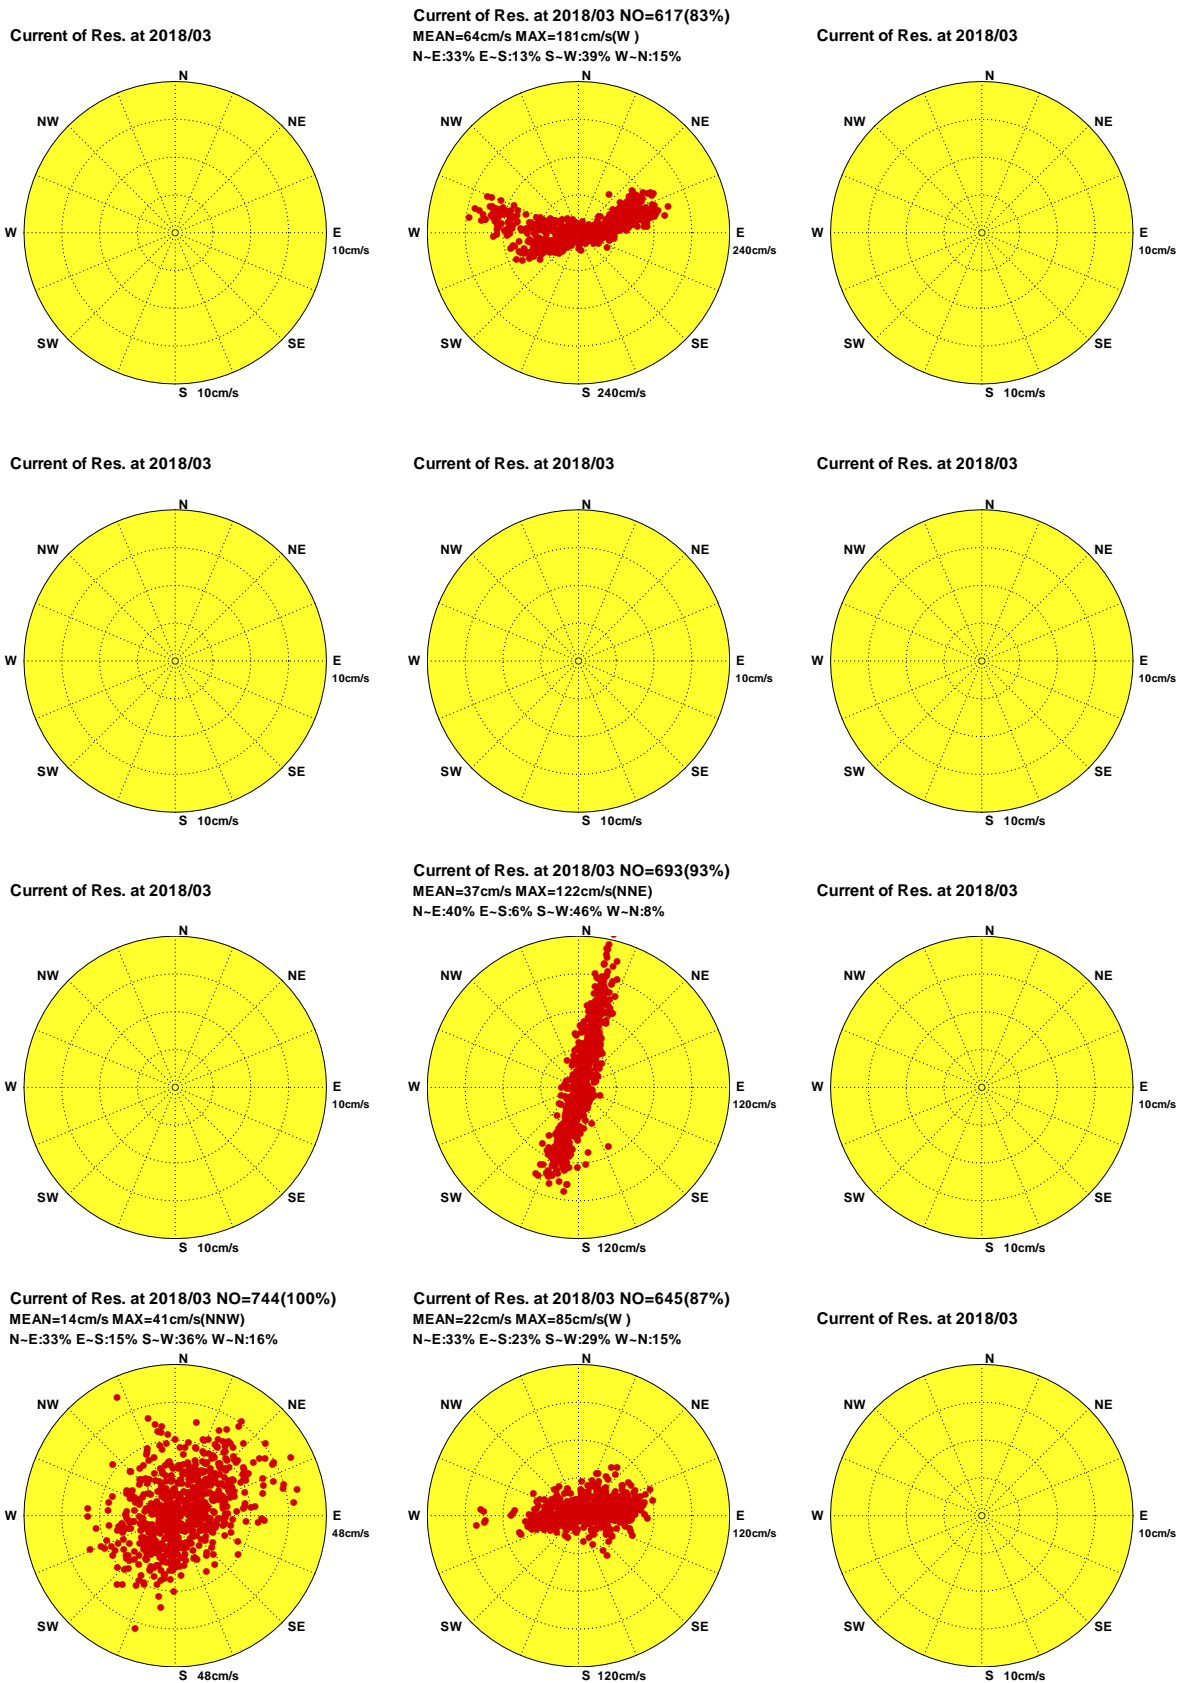 Current of Res. at 2018/03
N
NW
NE
W
E
10cm/s
SW
SE
S 10cm/s
Current of Res. at 2018/03 NO=617(83%)
MEAN=64cm/s MAX=181cm/s(W )
N~E:33% E~S:13% S~W:39% W~N:15%
N
NW
NE
W
E
240cm/s
SW
SE
S 240cm/s
Current of Res. at 2018/03
N
NW
NE
W
E
10cm/s
SW
SE
S 10cm/s
Current of Res. at 2018/03
N
NW
NE
W
E
10cm/s
SW
SE
S 10cm/s
Current of Res. at 2018/03
N
NW
NE
W
E
10cm/s
SW
SE
S 10cm/s
Current of Res. at 2018/03
N
NW
NE
W
E
10cm/s
SW
SE
S 10cm/s
Current of Res. at 2018/03
N
NW
NE
W
E
10cm/s
SW
SE
S 10cm/s
Current of Res. at 2018/03 NO=693(93%)
MEAN=37cm/s MAX=122cm/s(NNE)
N~E:40% E~S:6% S~W:46% W~N:8%
N
NW
NE
W
E
120cm/s
SW
SE
S 120cm/s
Current of Res. at 2018/03
N
NW
NE
W
E
10cm/s
SW
SE
S 10cm/s
Current of Res. at 2018/03 NO=744(100%)
MEAN=14cm/s MAX=41cm/s(NNW)
N~E:33% E~S:15% S~W:36% W~N:16%
N
NW
NE
W
E
48cm/s
SW
SE
S 48cm/s
Current of Res. at 2018/03 NO=645(87%)
MEAN=22cm/s MAX=85cm/s(W )
N~E:33% E~S:23% S~W:29% W~N:15%
N
NW
NE
W
E
120cm/s
SW
SE
S 120cm/s
Current of Res. at 2018/03
N
NW
NE
W
E
10cm/s
SW
SE
S 10cm/s